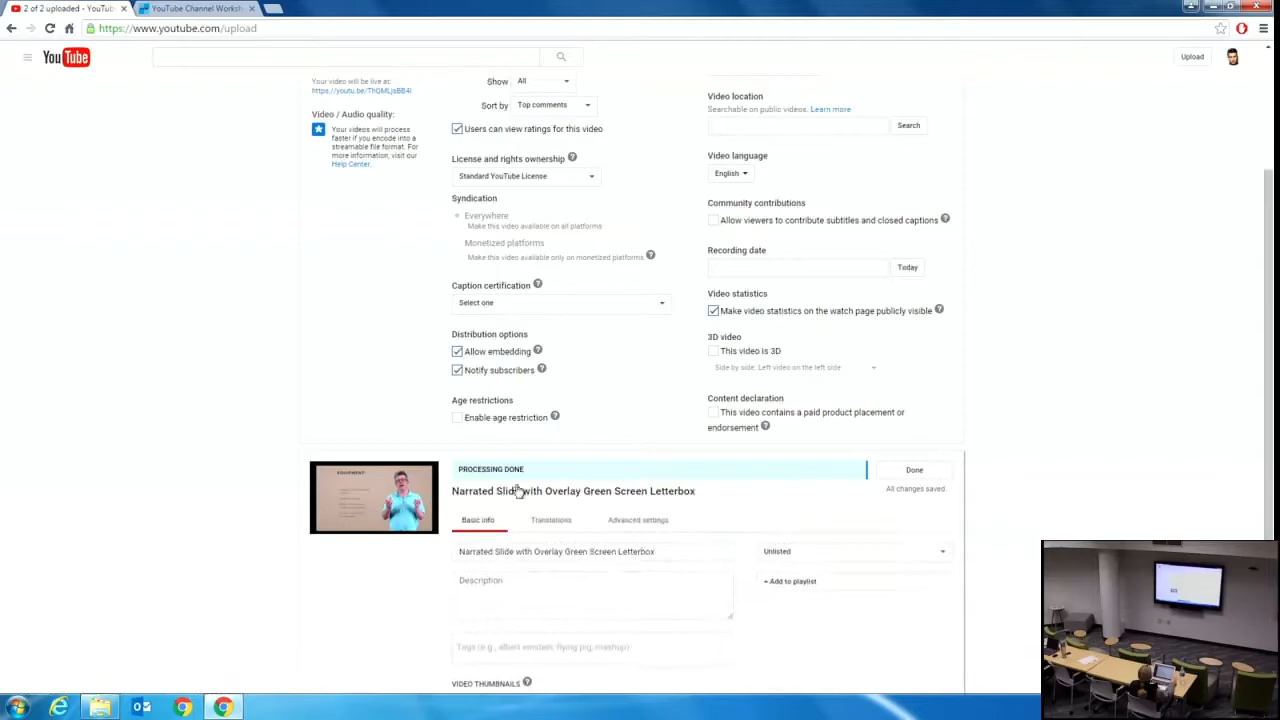 2 of 2 uploaded - YouTu
YouTube Channel Worksh
https://www.youtube.com/upload
YouTube
Upload
Your video will be live at:
Show
All
Sort by
Top comments
Video / Audio quality:
Your videos will process
faster if you encode into a
streamable file format. For
more information, visit our
Help Center.
Users can view ratings for this video
License and rights ownership
Standard YouTube License
Syndication
Everywhere
Make this video available on all platforms
Monetized platforms
Make this video available only on monetized platforms
Caption certification
Select one
Distribution options
Allow embedding
Notify subscribers
Age restrictions
Enable age restriction
Video location
Searchable on public videos. Learn more
Search
Video language
English
Community contributions
Allow viewers to contribute subtitles and closed captions
Recording date
Today
Video statistics
Make video statistics on the watch page publicly visible
3D video
This video is 3D
Side by side: Left video on the left side
Content declaration
This video contains a paid product placement or
endorsement
EQUIPMENT
PROCESSING DONE
Done
Narrated Slide with Overlay Green Screen Letterbox
All changes saved.
Basic info
Translations
Advanced settings
Narrated Slide with Overlay Green Screen Letterbox
Unlisted
Description
+ Add to playlist
Tags (e.g., albert einstein, flying pig, mashup)
VIDEO THUMBNAILS